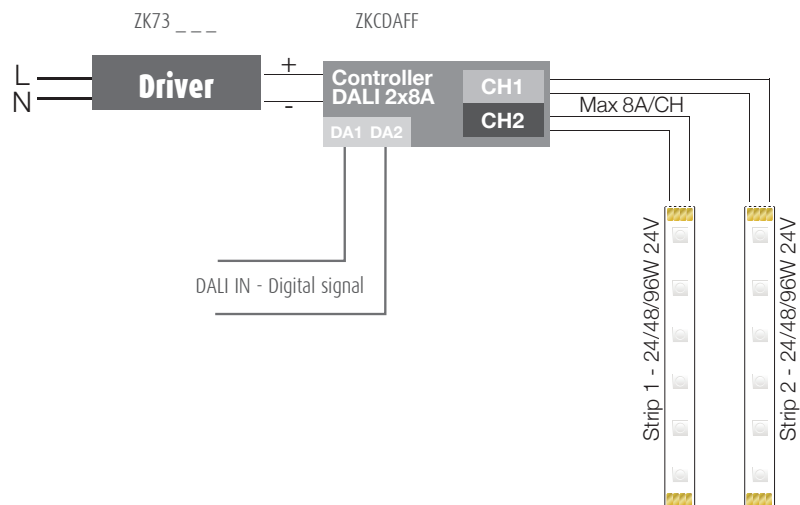 ZK73 _ _ _
ZKCDAFF
L
N
Driver
+
-
Controller
DALI 2x8A
CH1
CH2
DA1 DA2
Max 8A/CH
DALI IN - Digital signal
Strip 1 - 24/48/96W 24V
Strip 2 - 24/48/96W 24V